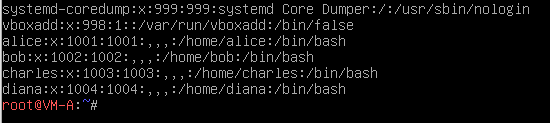 systemd-coredump:x:999:999:systemd Core Dumper:/:/usr/sbin/nologin
vboxadd:x:998:1::/var/run/vboxadd:/bin/false
alice:x:1001:1001:,,,:/home/alice:/bin/bash
bob:x:1002:1002:,,,:/home/bob:/bin/bash
charles:x:1003:1003:,,,:/home/charles:/bin/bash
diana:x:1004:1004:,,,:/home/diana:/bin/bash
root@VM-A:~#